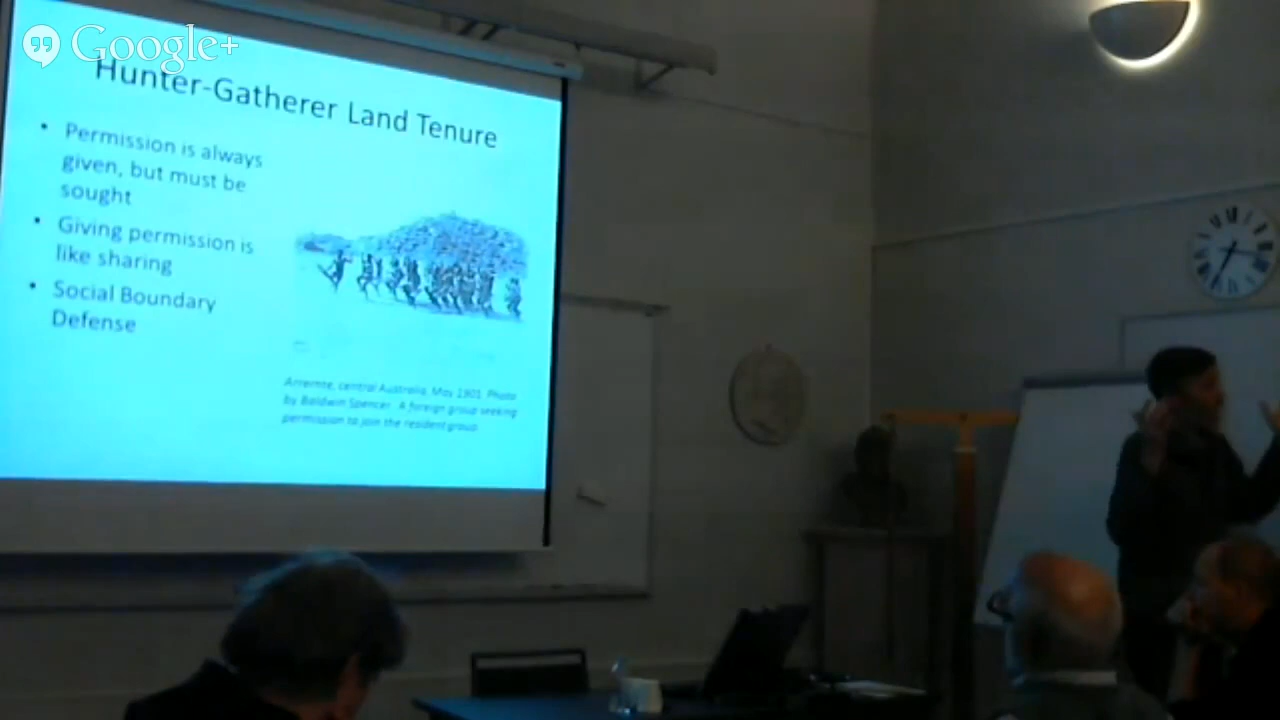 Google+
Hunter-Gatherer Land Tenure
• Permission is always
given, but must be
sought
• Giving permission is
like sharing
• Social Boundary
Defense
Arrernte, central Australia, May 1901. Photo
by Baldwin Spencer. A foreign group seeking
permission to join the resident group.